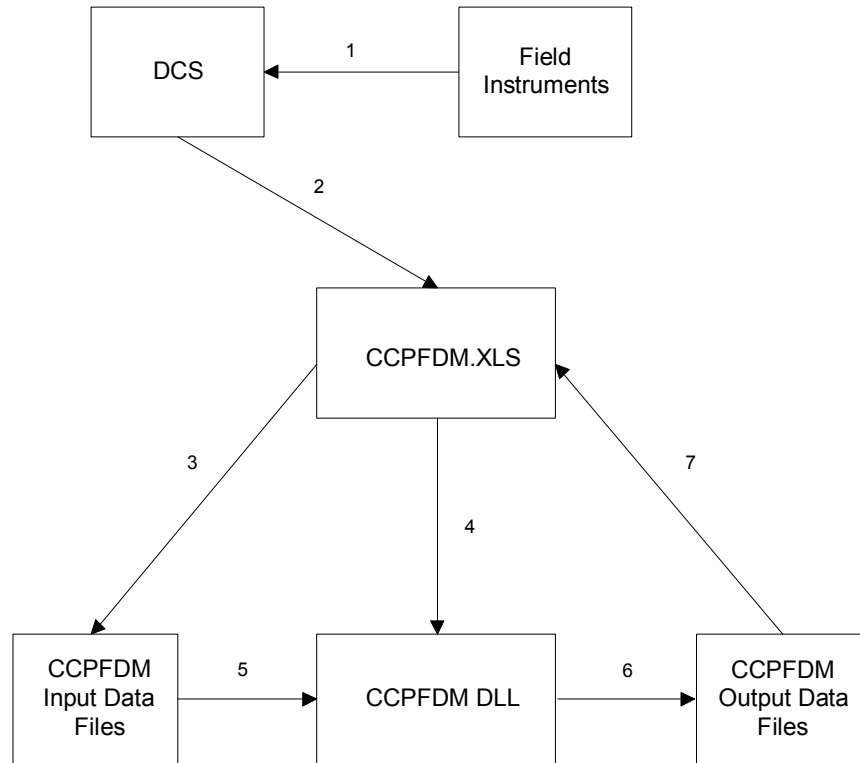 DCS
1
Field
Instruments
2
CCPFDM.XLS
3
4
7
CCPFDM
Input Data
Files
5
CCPFDM DLL
6
CCPFDM
Output Data
Files